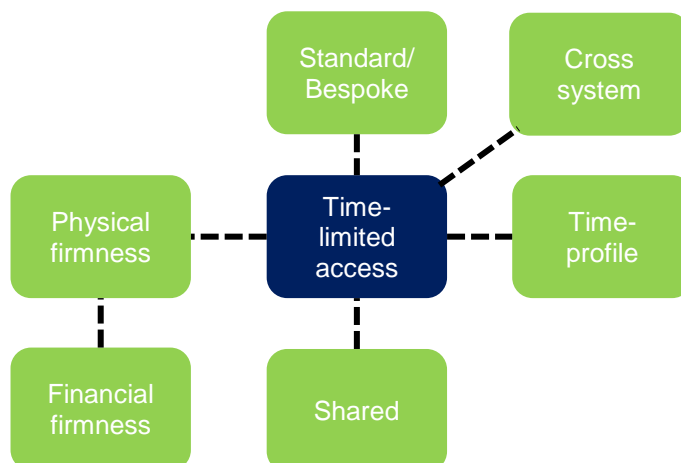 Standard/
Bespoke
Cross
system
Physical
firmness
Time-
limited
access
Time-
profile
Financial
firmness
Shared